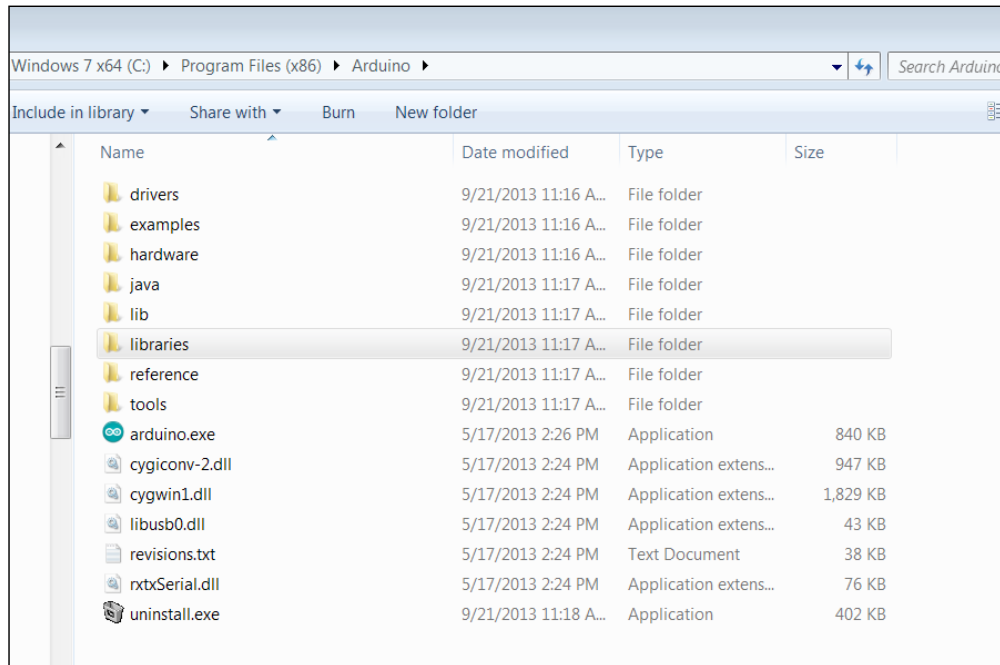 Windows 7 x64 (C:) Program Files (x86) Arduino Search Arduino
Include in library Share with Burn New folder
Name Date modified Type Size
drivers 9/21/2013 11:16 A... File folder
examples 9/21/2013 11:16 A... File folder
hardware 9/21/2013 11:16 A... File folder
java 9/21/2013 11:17 A... File folder
lib 9/21/2013 11:17 A... File folder
libraries 9/21/2013 11:17 A... File folder
reference 9/21/2013 11:17 A... File folder
tools 9/21/2013 11:17 A... File folder
arduino.exe 5/17/2013 2:26 PM Application 840 KB
cygiconv-2.dll 5/17/2013 2:24 PM Application extens... 947 KB
cygwin1.dll 5/17/2013 2:24 PM Application extens... 1,829 KB
libusb0.dll 5/17/2013 2:24 PM Application extens... 43 KB
revisions.txt 5/17/2013 2:24 PM Text Document 38 KB
rxtxSerial.dll 5/17/2013 2:24 PM Application extens... 76 KB
uninstall.exe 9/21/2013 11:18 A... Application 402 KB